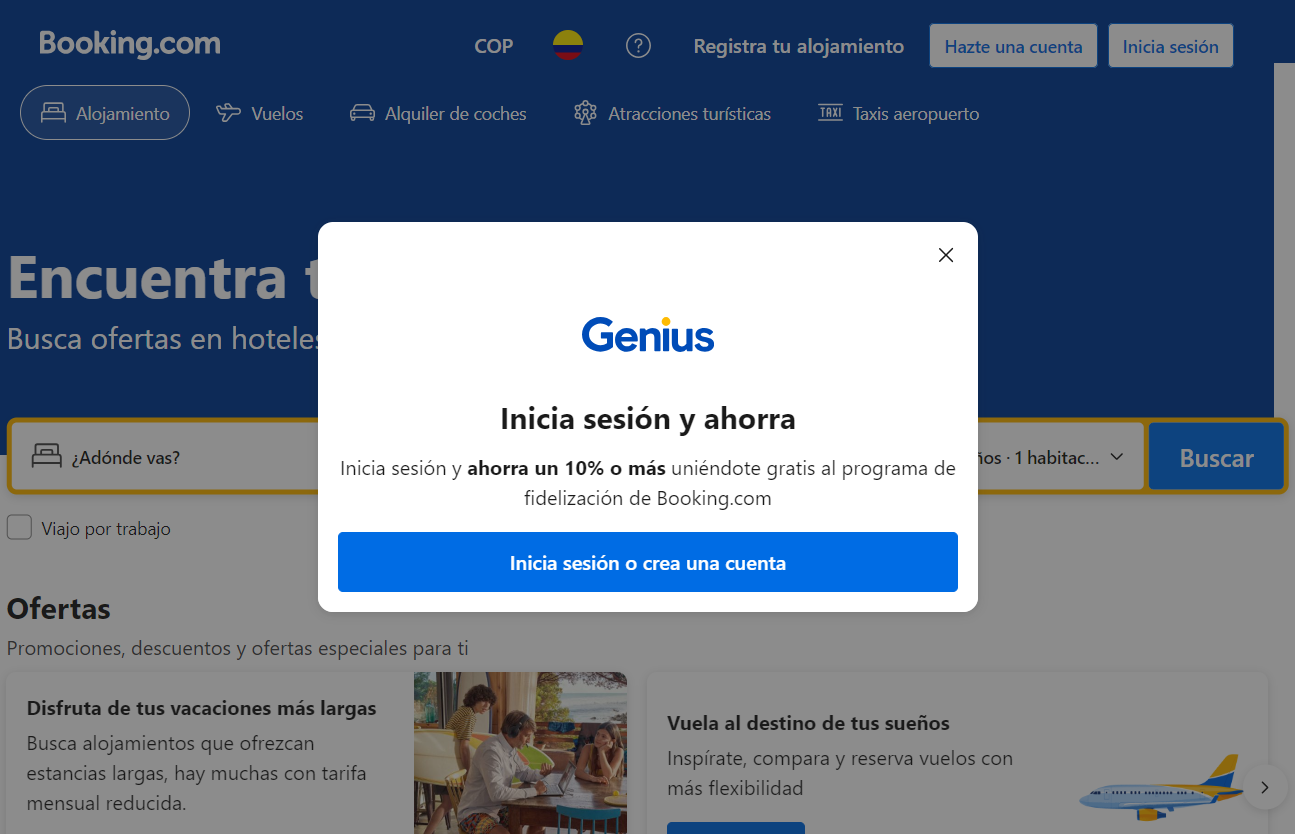 Booking.com
COP
Registra tu alojamiento
Hazte una cuenta
Inicia sesión
Alojamiento
Vuelos
Alquiler de coches
Atracciones turísticas
TAXI
Taxis aeropuerto
Encuentra t
Busca ofertas en hoteles
Genius
Inicia sesión y ahorra
Inicia sesión y ahorra un 10% o más uniéndote gratis al programa de
fidelización de Booking.com
Inicia sesión o crea una cuenta
¿Adónde vas?
ños · 1 habitac...
Buscar
Viajo por trabajo
Ofertas
Promociones, descuentos y ofertas especiales para ti
Disfruta de tus vacaciones más largas
Busca alojamientos que ofrezcan
estancias largas, hay muchas con tarifa
mensual reducida.
Vuela al destino de tus sueños
Inspírate, compara y reserva vuelos con
más flexibilidad